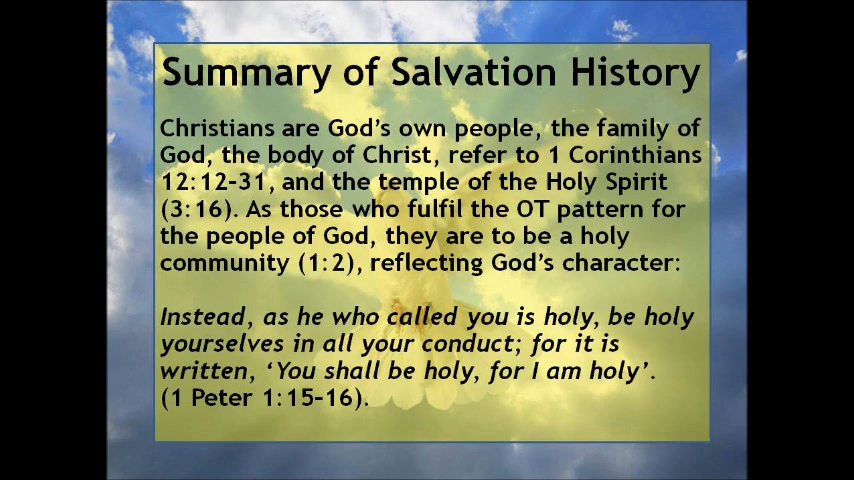 Summary of Salvation History
Christians are God’s own people, the family of
God, the body of Christ, refer to 1 Corinthians
12:12-31, and the temple of the Holy Spirit
(3:16). As those who fulfil the OT pattern for
the people of God, they are to be a holy
community (1:2), reflecting God’s character:
Instead, as he who called you is holy, be holy
yourselves in all your conduct; for it is
written, ‘You shall be holy, for I am holy’.
(1 Peter 1:15-16).